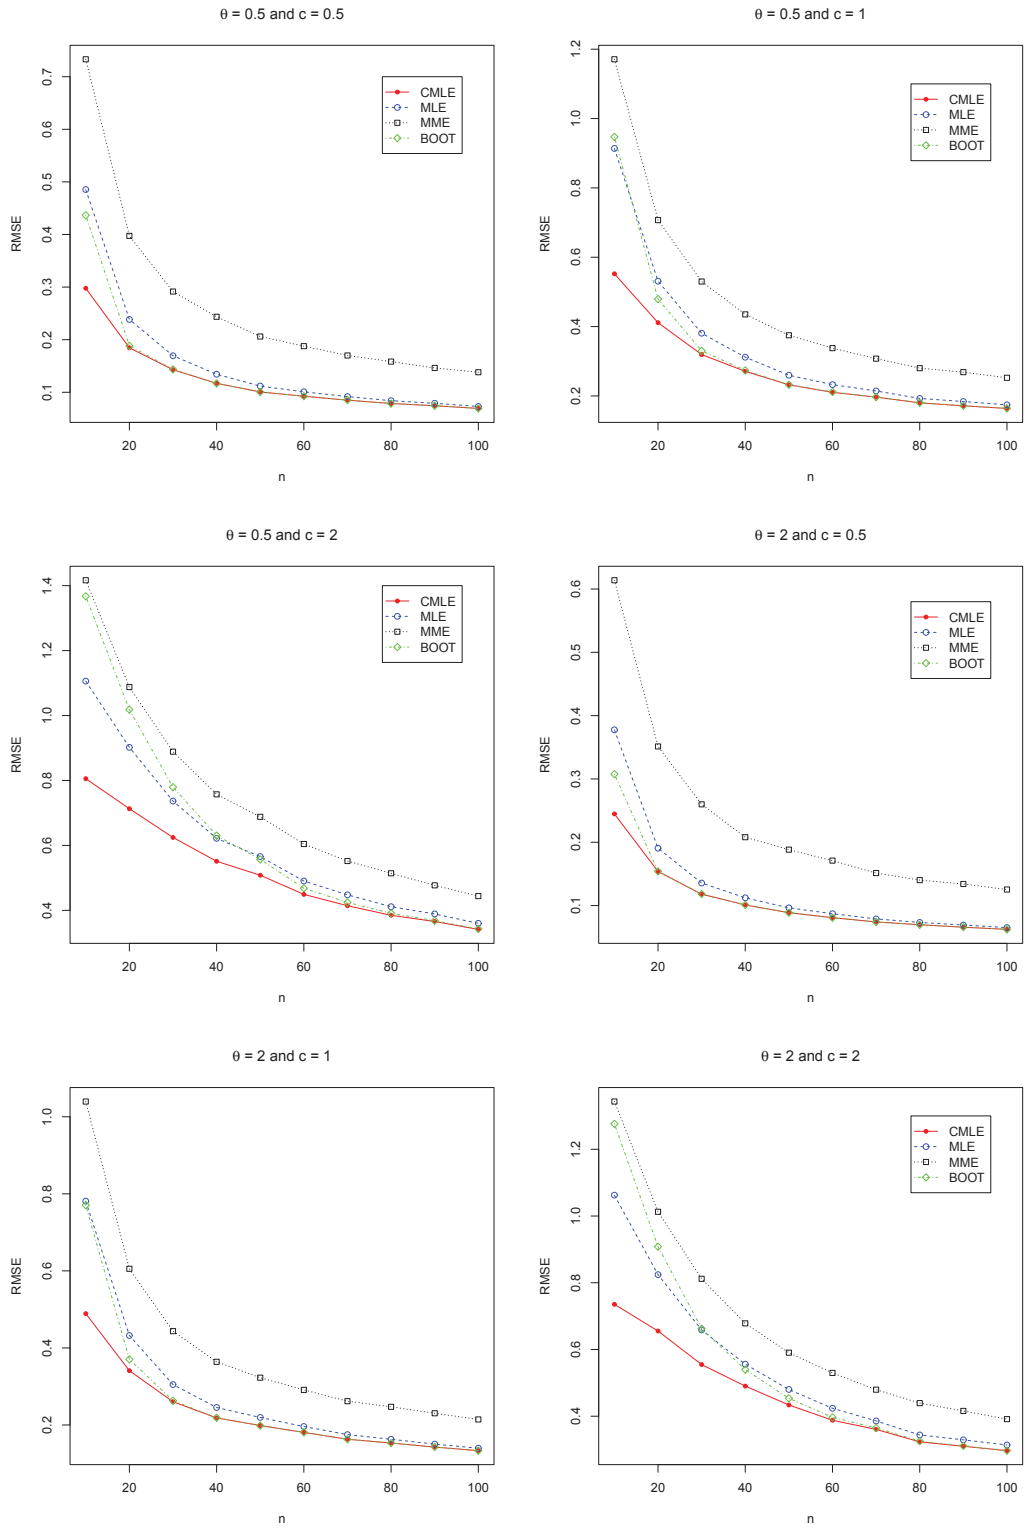 θ = 0.5 and c = 0.5
RMSE
0.7
0.6
0.5
0.4
0.3
0.2
0.1
CMLE
MLE
MME
BOOT
20 40 60 80 100
n
θ = 0.5 and c = 1
RMSE
1.2
1.0
0.8
0.6
0.4
0.2
CMLE
MLE
MME
BOOT
20 40 60 80 100
n
θ = 0.5 and c = 2
RMSE
1.4
1.2
1.0
0.8
0.6
0.4
CMLE
MLE
MME
BOOT
20 40 60 80 100
n
θ = 2 and c = 0.5
RMSE
0.6
0.5
0.4
0.3
0.2
0.1
CMLE
MLE
MME
BOOT
20 40 60 80 100
n
θ = 2 and c = 1
RMSE
1.0
0.8
0.6
0.4
0.2
20 40 60 80 100
n
θ = 2 and c = 2
RMSE
1.2
1.0
0.8
0.6
0.4
CMLE
MLE
MME
BOOT
20 40 60 80 100
n